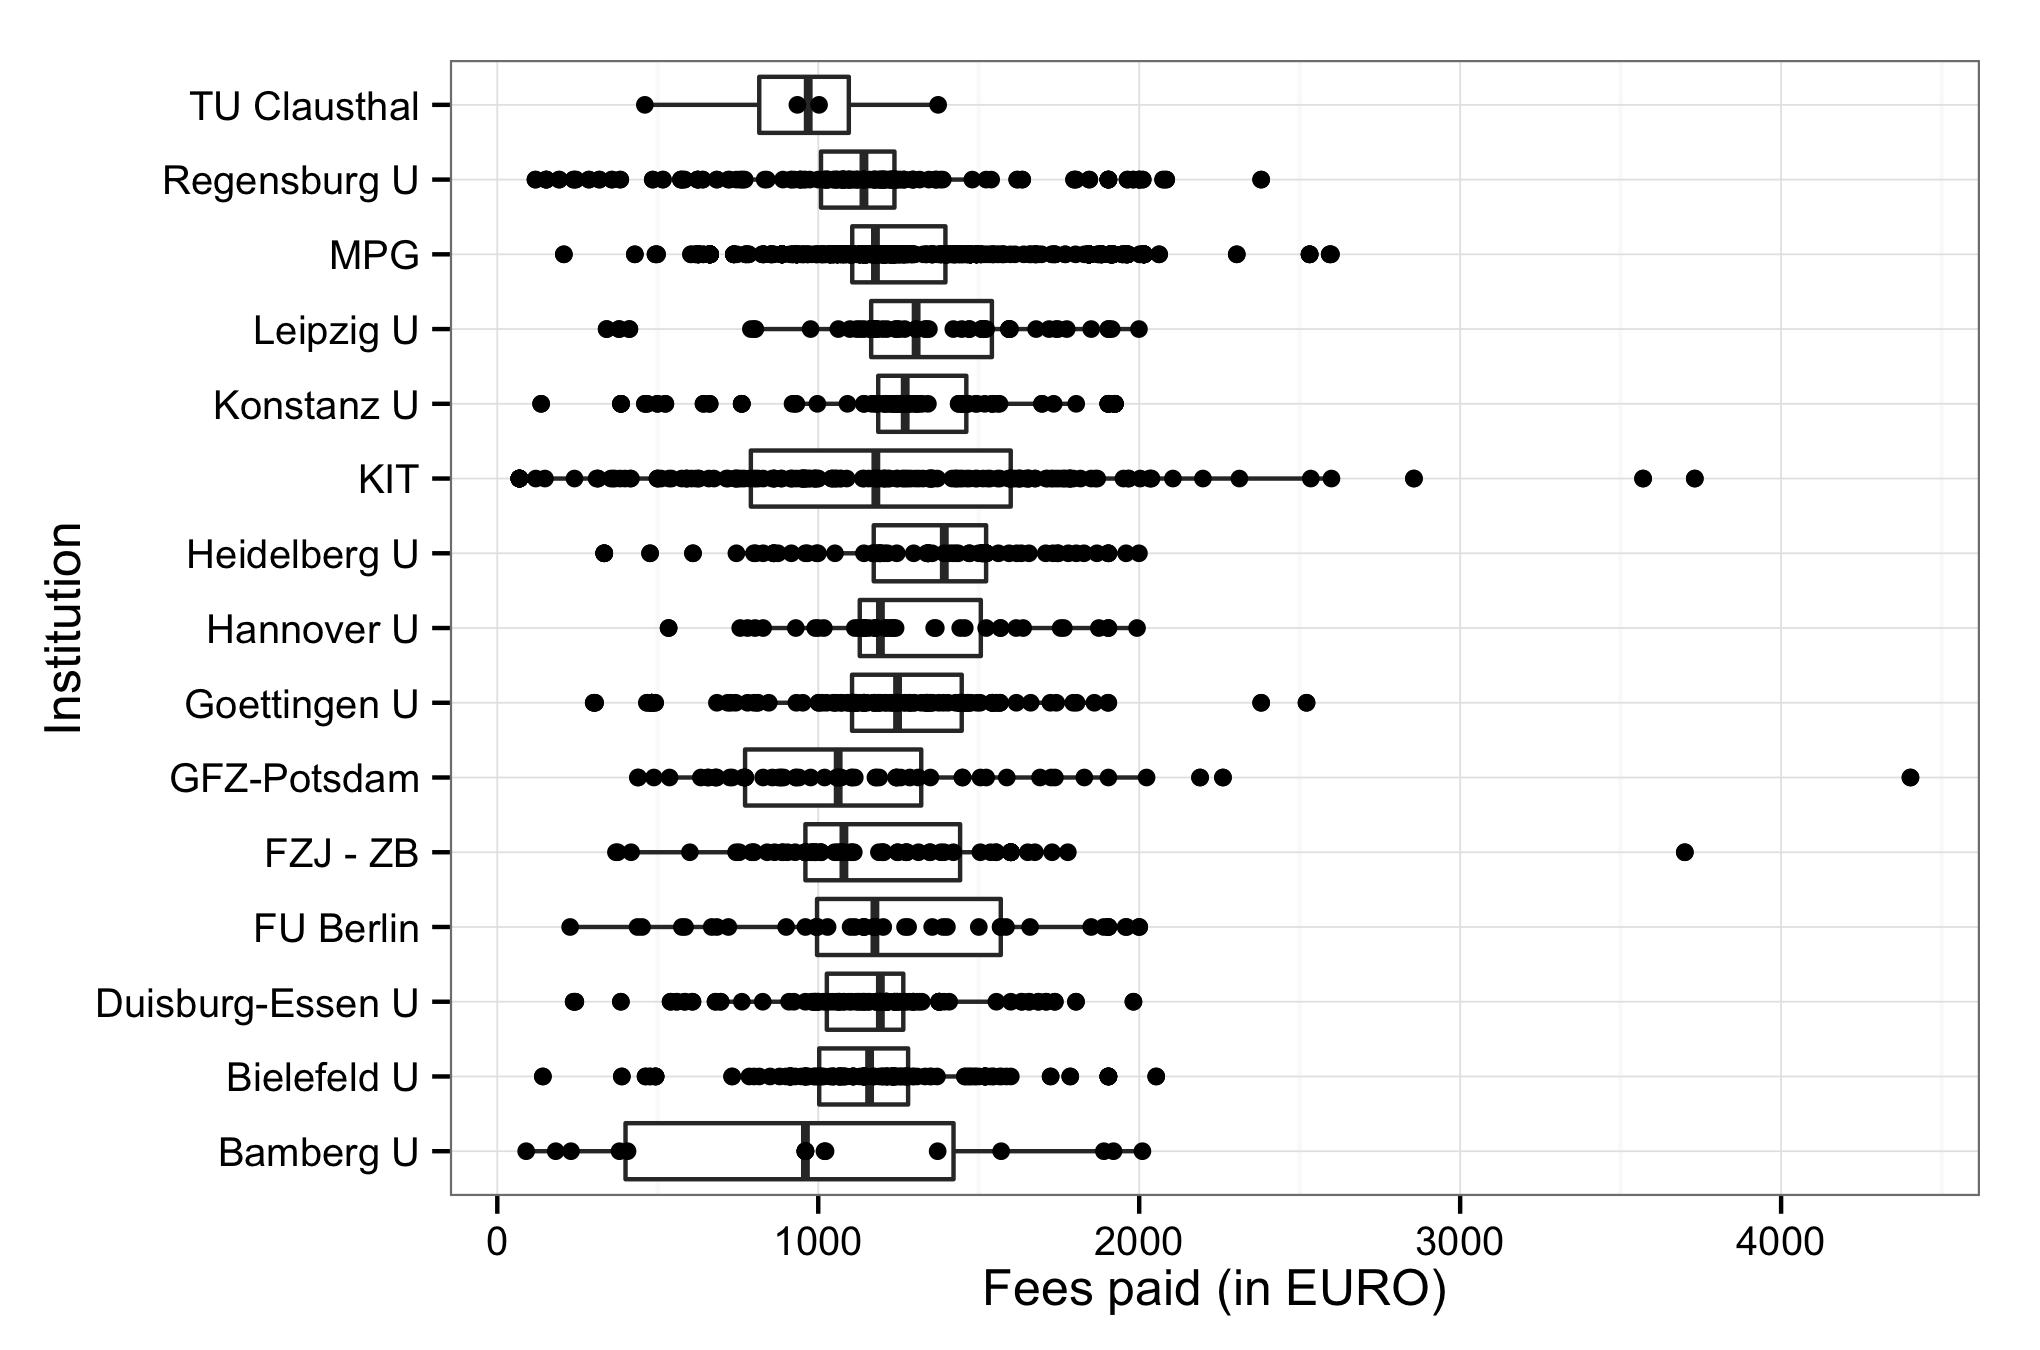 Institution
TU Clausthal
Regensburg U
MPG
Leipzig U
Konstanz U
KIT
Heidelberg U
Hannover U
Goettingen U
GFZ-Potsdam
FZJ - ZB
FU Berlin
Duisburg-Essen U
Bielefeld U
Bamberg U
0 1000 2000 3000 4000
Fees paid (in EURO)